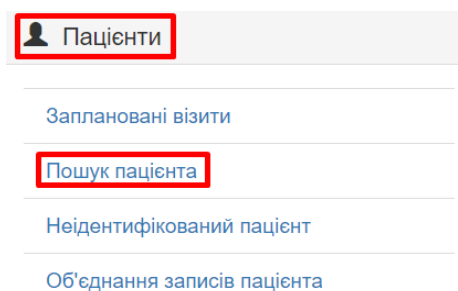 Пацієнти
Заплановані візити
Пошук пацієнта
Неідентифікований пацієнт
Об'єднання записів пацієнта